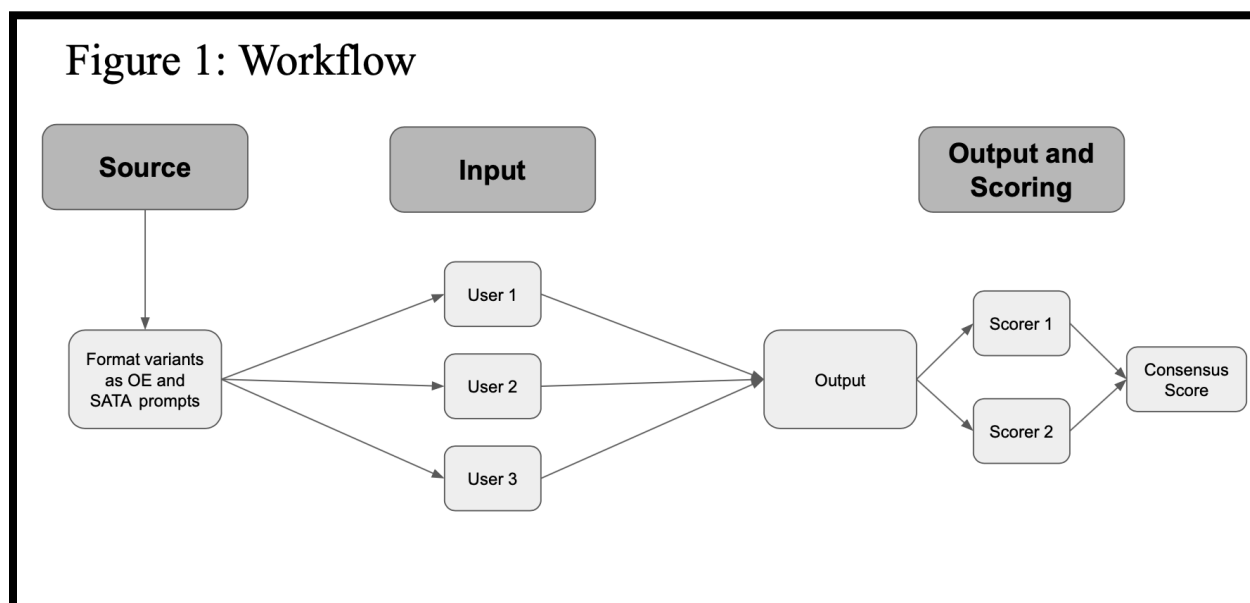 Figure 1: Workflow
Source
Input
Output and
Scoring
Format variants
as OE and
SATA prompts
User 1
User 2
User 3
Output
Scorer 1
Scorer 2
Consensus
Score